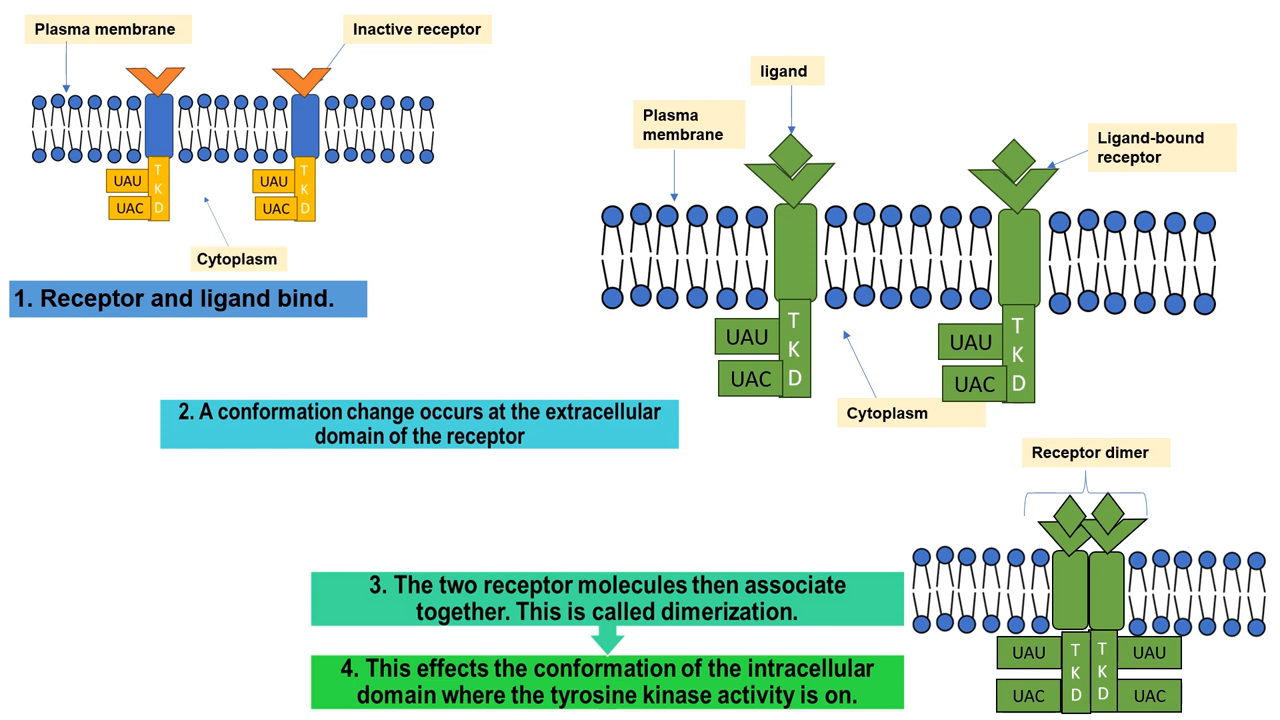 Plasma membrane
Inactive receptor
UAU
UAC
T
K
D
UAU
UAC
T
K
D
Cytoplasm
1. Receptor and ligand bind.
ligand
Plasma
membrane
Ligand-bound
receptor
UAU
UAC
T
K
D
UAU
UAC
T
K
D
Cytoplasm
2. A conformation change occurs at the extracellular
domain of the receptor
Receptor dimer
3. The two receptor molecules then associate
together. This is called dimerization.
4. This effects the conformation of the intracellular
domain where the tyrosine kinase activity is on.
UAU
UAC
T
K
D
T
K
D
UAU
UAC